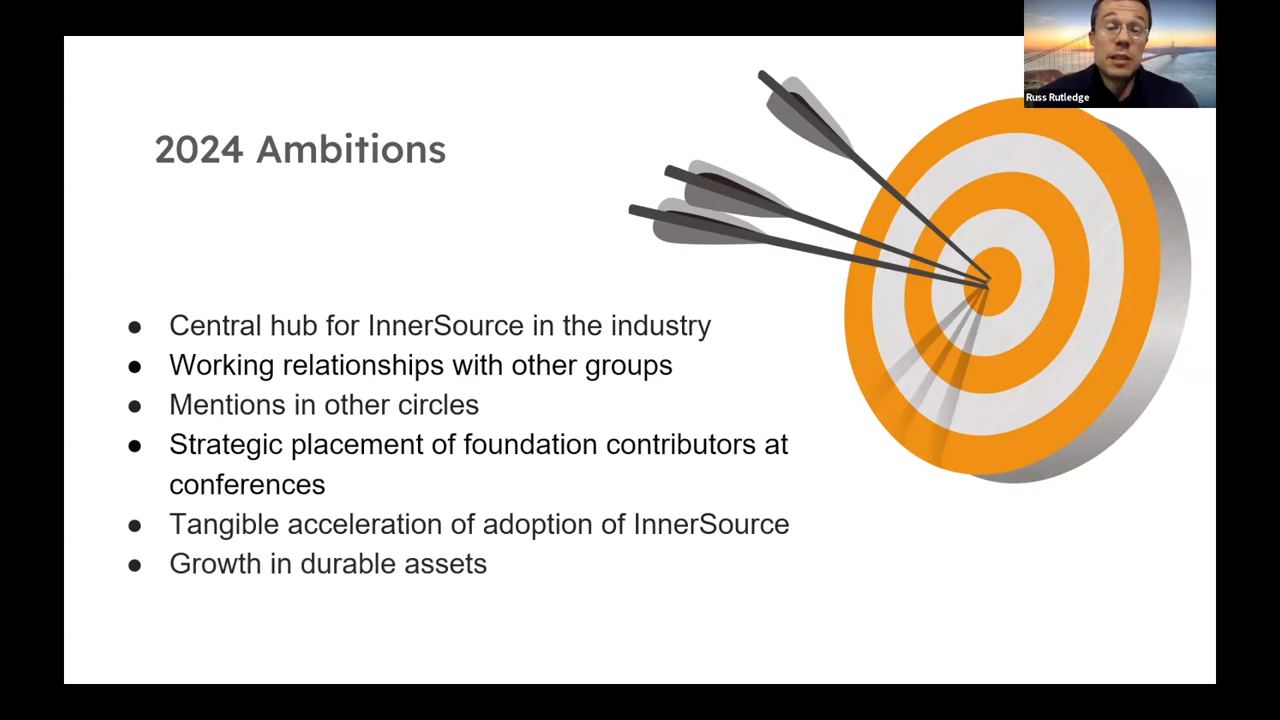 Russ Rutledge
2024 Ambitions
● Central hub for InnerSource in the industry
● Working relationships with other groups
● Mentions in other circles
● Strategic placement of foundation contributors at
conferences
● Tangible acceleration of adoption of InnerSource
● Growth in durable assets